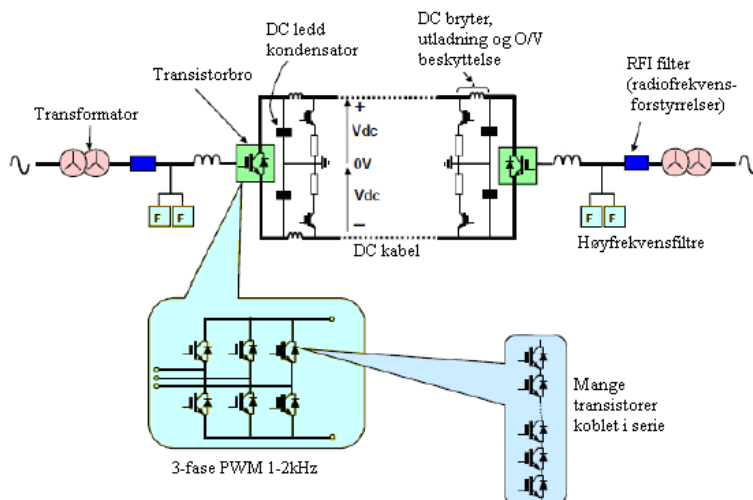 DC ledd
kondensator
DC bryter,
utladning og O/V
beskyttelse
RFI filter
(radiofrekvens-
forstyrrelser)
Transistorbro
Transformator
+
Vdc
0V
Vdc
−
F F
F F
Høyfrekvensfiltre
DC kabel
Mange
transistorer
koblet i serie
3-fase PWM 1-2kHz